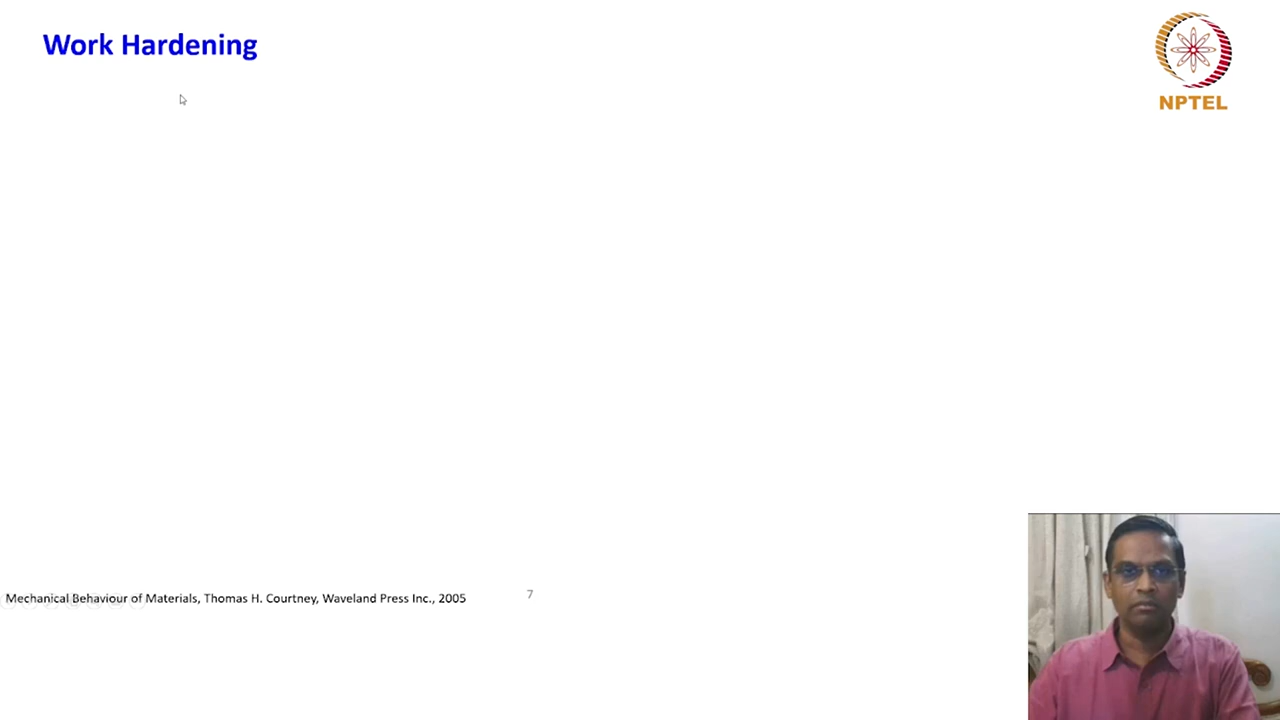 Work Hardening
NPTEL
Mechanical Behaviour of Materials, Thomas H. Courtney, Waveland Press Inc., 2005
7